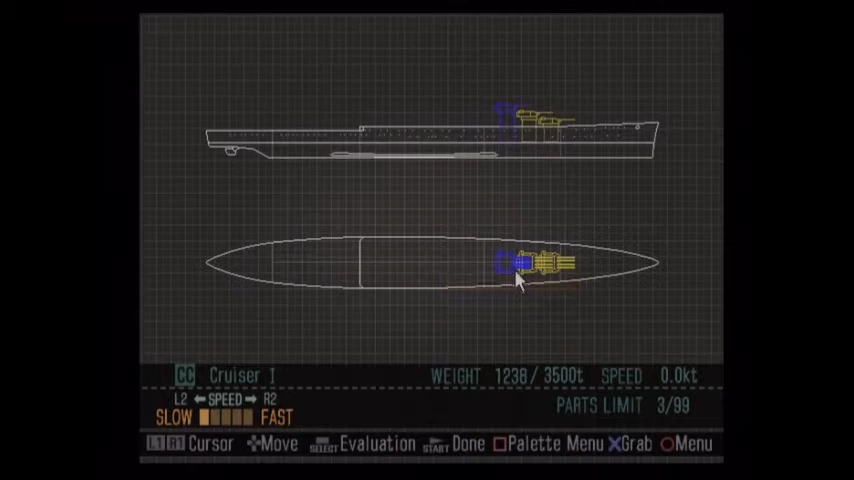 CC Cruiser I WEIGHT 1238/3500t SPEED 0.0kt
L2 ←SPEED→ R2 PARTS LIMIT 3/99
SLOW FAST
L1 R1 Cursor Move SELECT Evaluation START Done Palette Menu Grab Menu